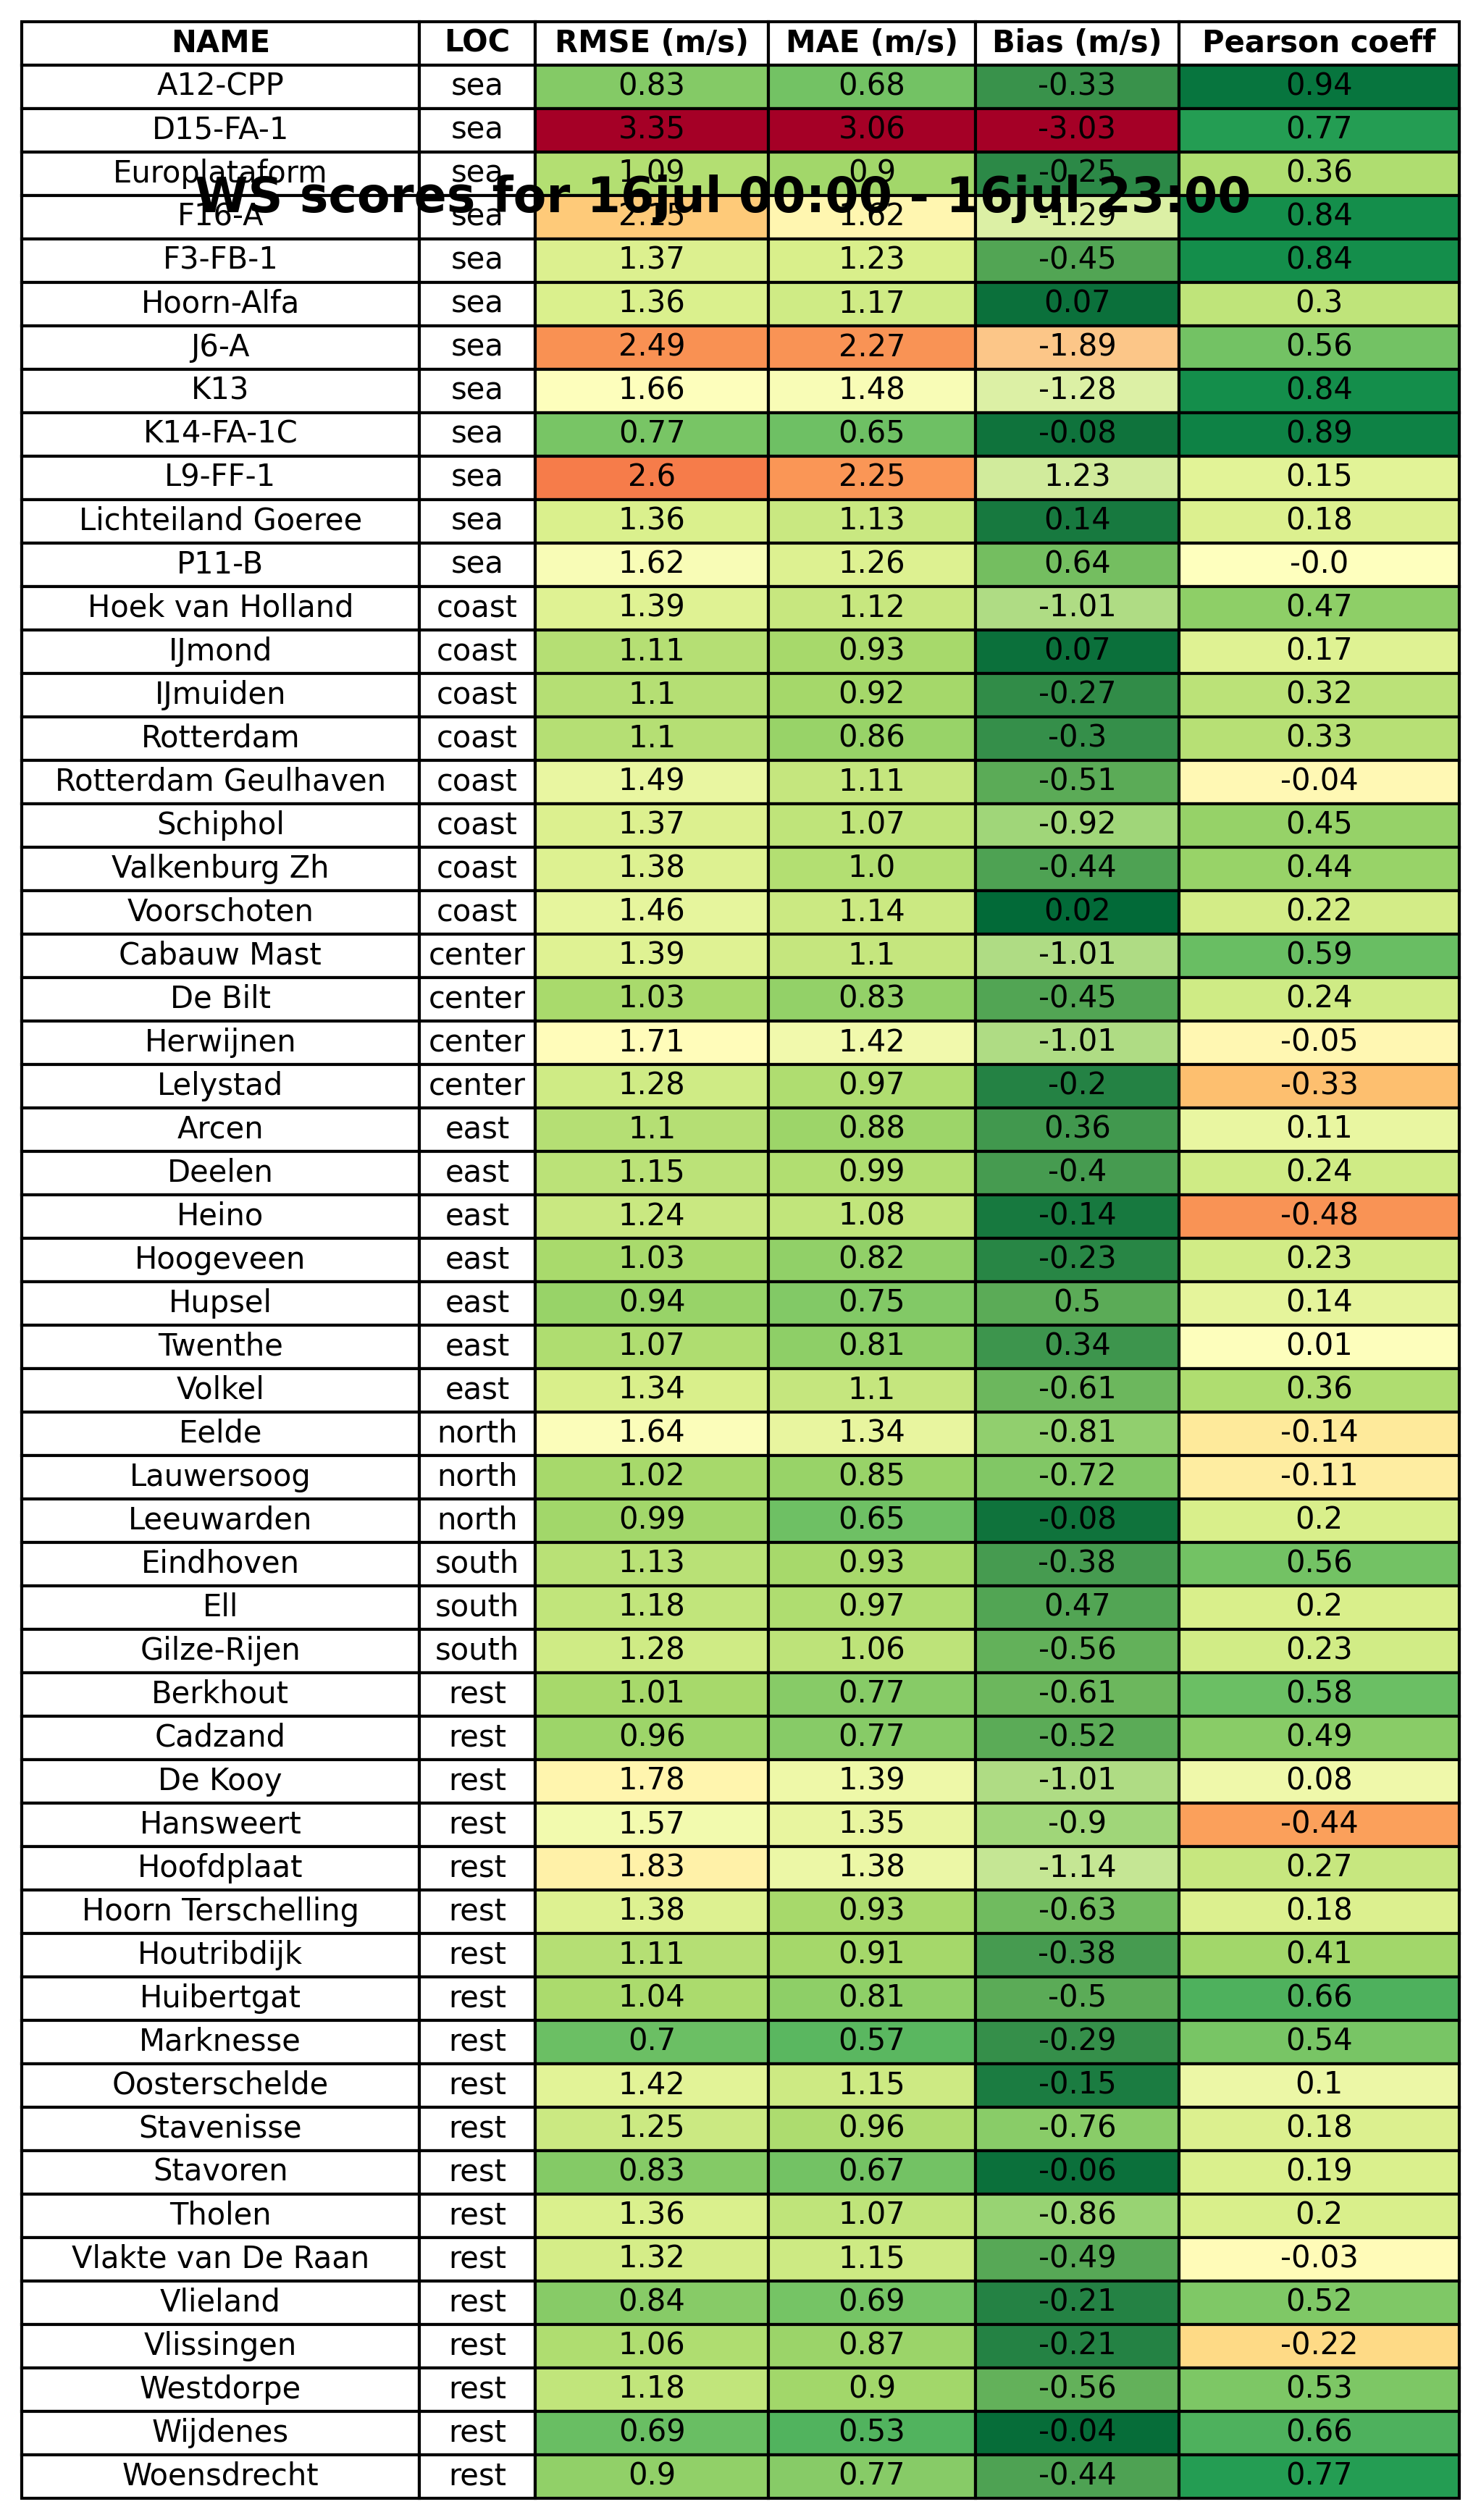 NAME LOC RMSE (m/s) MAE (m/s) Bias (m/s) Pearson coeff
A12-CPP sea 0.83 0.68 -0.33 0.94
D15-FA-1 sea 3.35 3.06 -3.03 0.77
Europlataform sea 1.09 0.9 -0.25 0.36
WS scores for 16jul 00:00 - 16jul 23:00
F16-A sea 2.15 1.62 -1.29 0.84
F3-FB-1 sea 1.37 1.23 -0.45 0.84
Hoorn-Alfa sea 1.36 1.17 0.07 0.3
J6-A sea 2.49 2.27 -1.89 0.56
K13 sea 1.66 1.48 -1.28 0.84
K14-FA-1C sea 0.77 0.65 -0.08 0.89
L9-FF-1 sea 2.6 2.25 1.23 0.15
Lichteiland Goeree sea 1.36 1.13 0.14 0.18
P11-B sea 1.62 1.26 0.64 -0.0
Hoek van Holland coast 1.39 1.12 -1.01 0.47
IJmond coast 1.11 0.93 0.07 0.17
IJmuiden coast 1.1 0.92 -0.27 0.32
Rotterdam coast 1.1 0.86 -0.3 0.33
Rotterdam Geulhaven coast 1.49 1.11 -0.51 -0.04
Schiphol coast 1.37 1.07 -0.92 0.45
Valkenburg Zh coast 1.38 1.0 -0.44 0.44
Voorschoten coast 1.46 1.14 0.02 0.22
Cabauw Mast center 1.39 1.1 -1.01 0.59
De Bilt center 1.03 0.83 -0.45 0.24
Herwijnen center 1.71 1.42 -1.01 -0.05
Lelystad center 1.28 0.97 -0.2 -0.33
Arcen east 1.1 0.88 0.36 0.11
Deelen east 1.15 0.99 -0.4 0.24
Heino east 1.24 1.08 -0.14 -0.48
Hoogeveen east 1.03 0.82 -0.23 0.23
Hupsel east 0.94 0.75 0.5 0.14
Twenthe east 1.07 0.81 0.34 0.01
Volkel east 1.34 1.1 -0.61 0.36
Eelde north 1.64 1.34 -0.81 -0.14
Lauwersoog north 1.02 0.85 -0.72 -0.11
Leeuwarden north 0.99 0.65 -0.08 0.2
Eindhoven south 1.13 0.93 -0.38 0.56
Ell south 1.18 0.97 0.47 0.2
Gilze-Rijen south 1.28 1.06 -0.56 0.23
Berkhout rest 1.01 0.77 -0.61 0.58
Cadzand rest 0.96 0.77 -0.52 0.49
De Kooy rest 1.78 1.39 -1.01 0.08
Hansweert rest 1.57 1.35 -0.9 -0.44
Hoofdplaat rest 1.83 1.38 -1.14 0.27
Hoorn Terschelling rest 1.38 0.93 -0.63 0.18
Houtribdijk rest 1.11 0.91 -0.38 0.41
Huibertgat rest 1.04 0.81 -0.5 0.66
Marknesse rest 0.7 0.57 -0.29 0.54
Oosterschelde rest 1.42 1.15 -0.15 0.1
Stavenisse rest 1.25 0.96 -0.76 0.18
Stavoren rest 0.83 0.67 -0.06 0.19
Tholen rest 1.36 1.07 -0.86 0.2
Vlakte van De Raan rest 1.32 1.15 -0.49 -0.03
Vlieland rest 0.84 0.69 -0.21 0.52
Vlissingen rest 1.06 0.87 -0.21 -0.22
Westdorpe rest 1.18 0.9 -0.56 0.53
Wijdenes rest 0.69 0.53 -0.04 0.66
Woensdrecht rest 0.9 0.77 -0.44 0.77